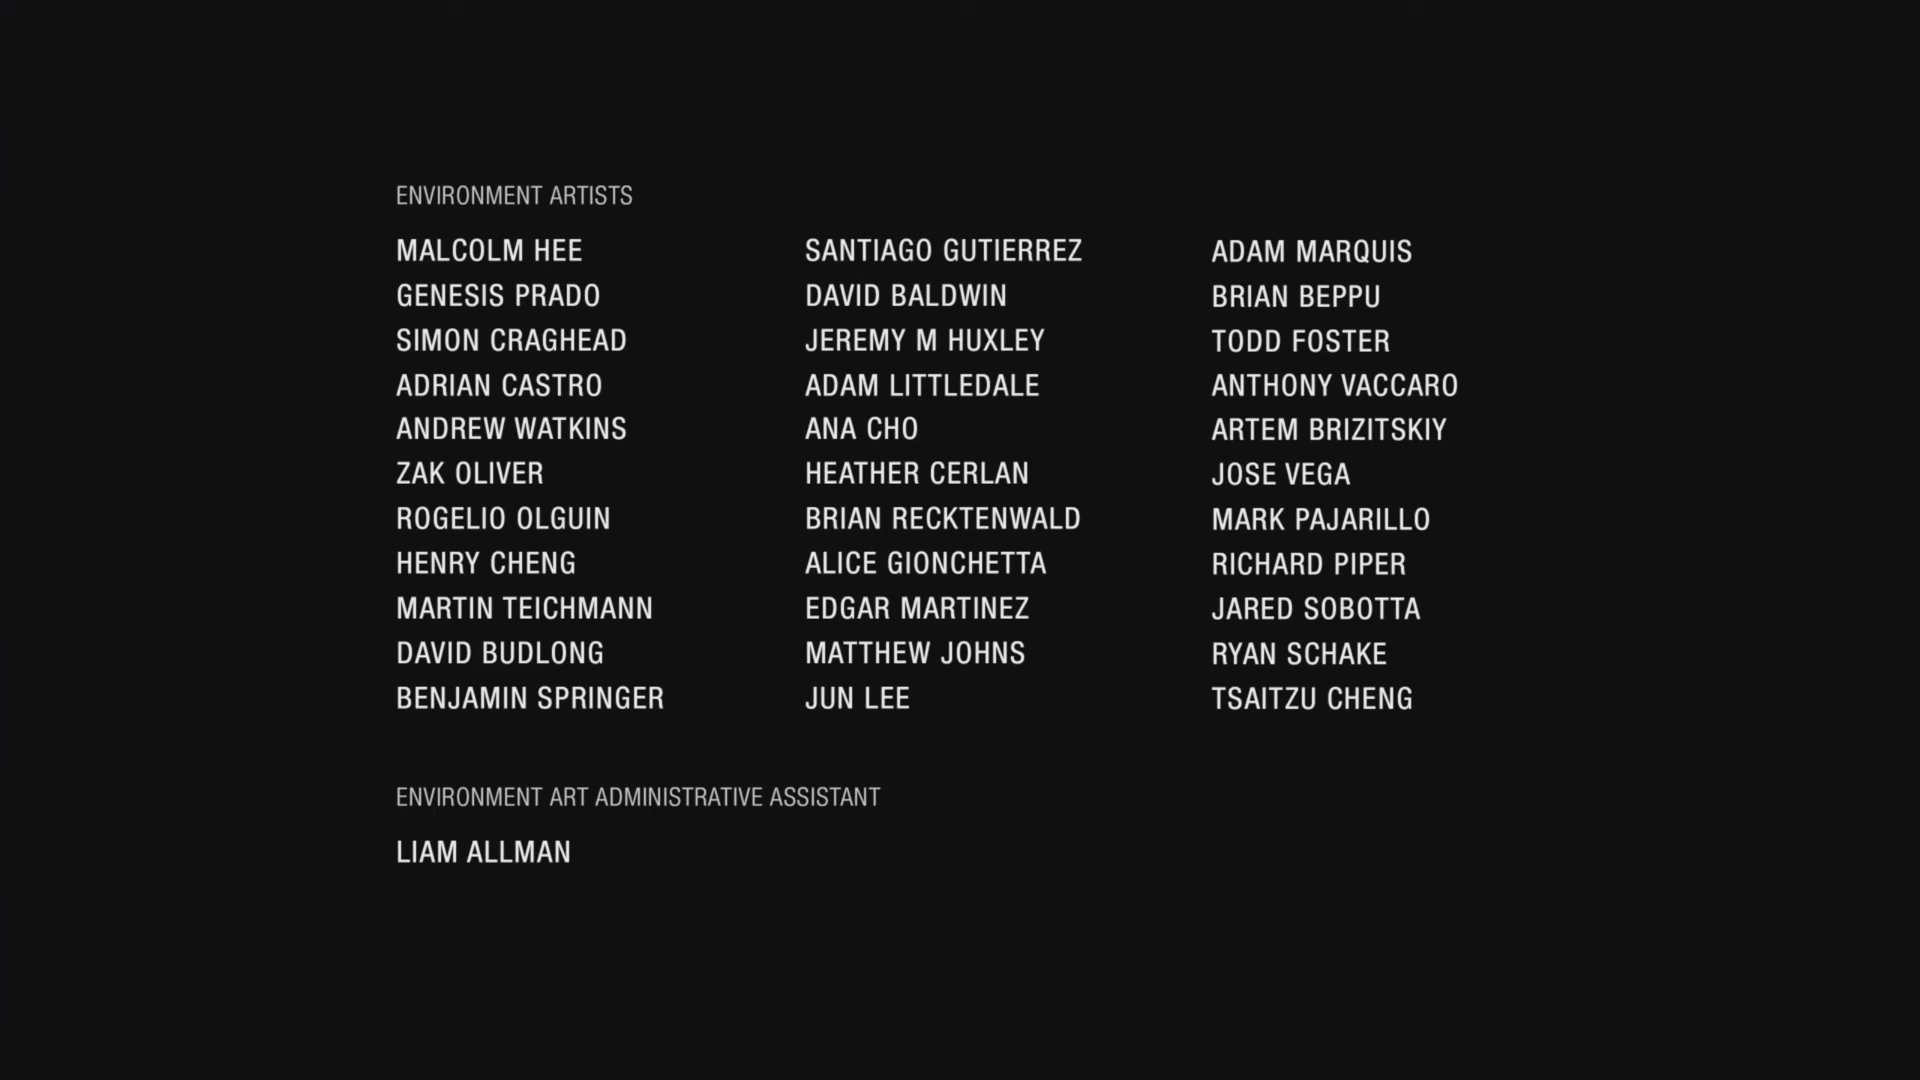 ENVIRONMENT ARTISTS
MALCOLM HEE
GENESIS PRADO
SIMON CRAGHEAD
ADRIAN CASTRO
ANDREW WATKINS
ZAK OLIVER
ROGELIO OLGUIN
HENRY CHENG
MARTIN TEICHMANN
DAVID BUDLONG
BENJAMIN SPRINGER
SANTIAGO GUTIERREZ
DAVID BALDWIN
JEREMY M HUXLEY
ADAM LITTLEDALE
ANA CHO
HEATHER CERLAN
BRIAN RECKTENWALD
ALICE GIONCHETTA
EDGAR MARTINEZ
MATTHEW JOHNS
JUN LEE
ADAM MARQUIS
BRIAN BEPPU
TODD FOSTER
ANTHONY VACCARO
ARTEM BRIZITSKIY
JOSE VEGA
MARK PAJARILLO
RICHARD PIPER
JARED SOBOTTA
RYAN SCHAKE
TSAITZU CHENG
ENVIRONMENT ART ADMINISTRATIVE ASSISTANT
LIAM ALLMAN